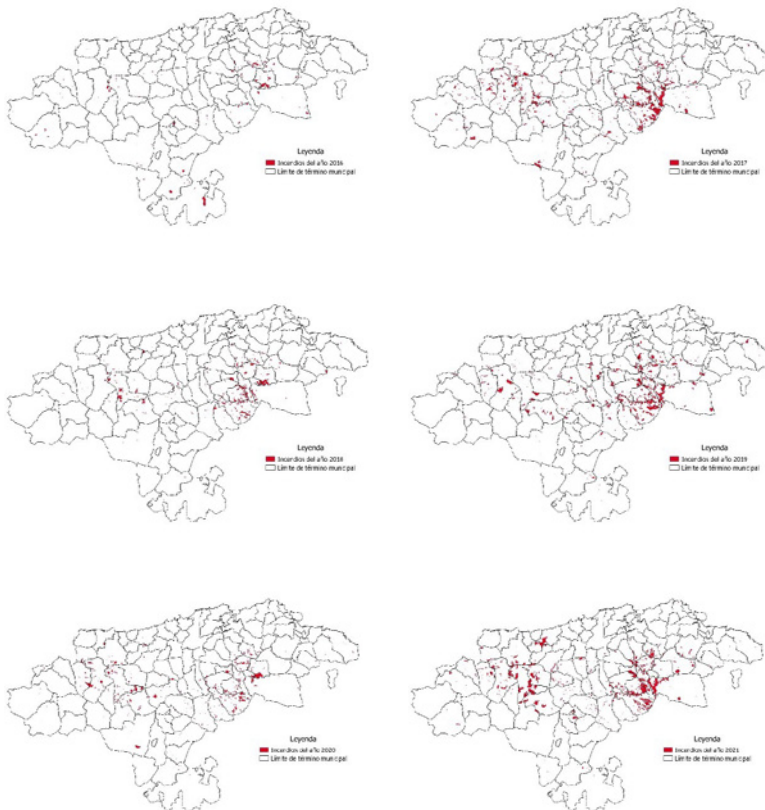 Leyenda
Incendios del año 2016
Límite de término municipal
Leyenda
Incendios del año 2017
Límite de término municipal
Leyenda
Incendios del año 2018
Límite de término municipal
Leyenda
Incendios del año 2019
Límite de término municipal
Leyenda
Incendios del año 2020
Límite de término municipal
Leyenda
Incendios del año 2021
Límite de término municipal